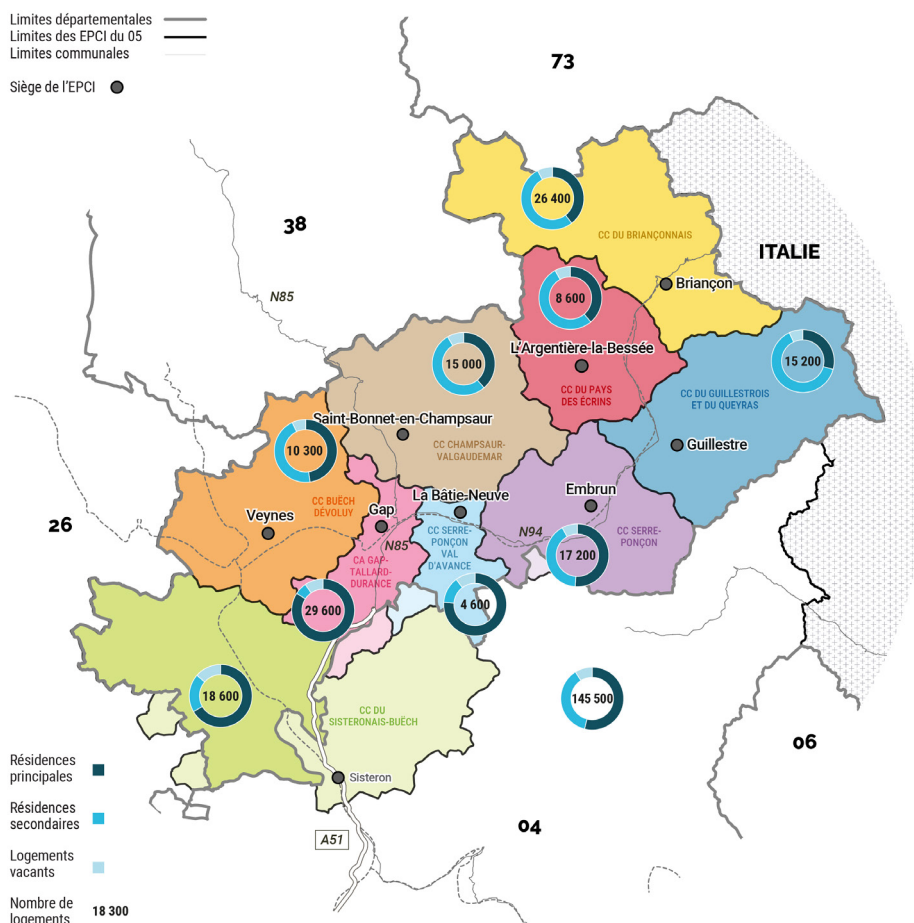 Limites départementales
Limites des EPCI du 05
Limites communales
Siège de l'EPCI
73
26 400
38
CC DU BRIANÇONNAIS
ITALIE
Briançon
N85
8 600
L'Argentière-la-Bessée
15 000
15 200
CC DU PAYS
DES ÉCRINS
CC DU GUILLESTROIS
ET DU QUEYRAS
Saint-Bonnet-en-Champsaur
10 300
CC CHAMPSAUR-
VALGAUDEMAR
Guillestre
La Bâtie-Neuve
Embrun
CC BUËCH
DÉVOLUY
Veynes
Gap
26
N85
CC SERRE-
PONÇON
VAL
D'AVANCE
N94
CC SERRE-
PONÇON
17 200
CA GAP-
TALLARD-
DURANCE
29 600
4 600
18 600
145 500
CC DU
SISTERONAIS-BUËCH
06
Résidences
principales
Sisteron
Résidences
secondaires
04
A51
Logements
vacants
Nombre de
logements
18 300